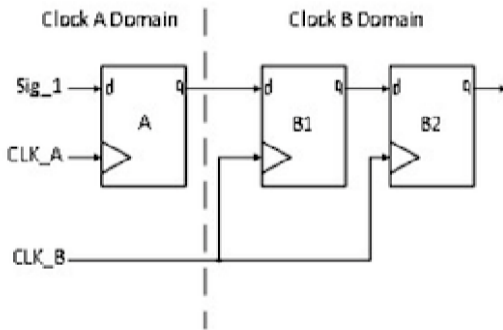 Clock A Domain
Clock B Domain
Sig_1
d
q
A
CLK_A
d
q
B1
d
q
B2
CLK_B